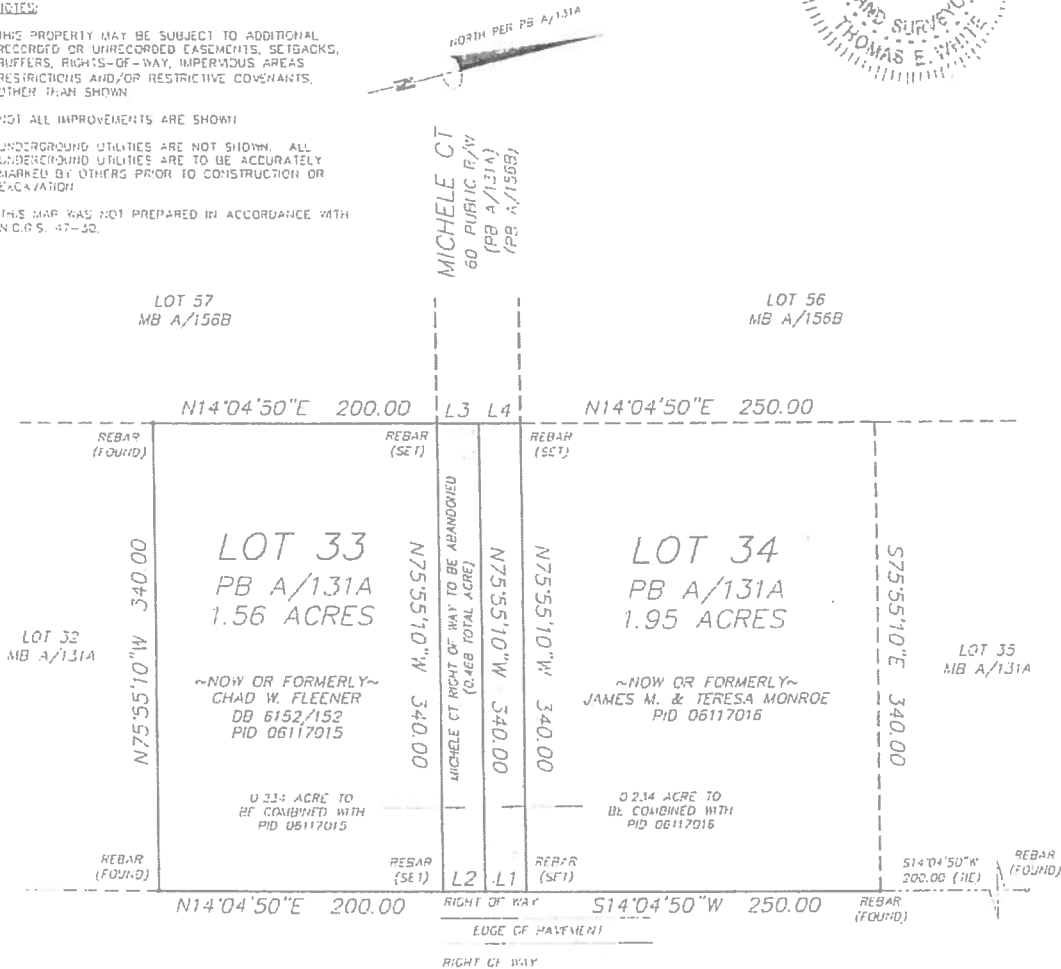 NOTES:
THIS PROPERTY MAY BE SUBJECT TO ADDITIONAL
RECORDED OR UNRECORDED EASEMENTS, SETBACKS,
BUFFERS, RIGHTS-OF-WAY, IMPERVIOUS AREAS
RESTRICTIONS AND/OR RESTRICTIVE COVENANTS,
OTHER THAN SHOWN
NOT ALL IMPROVEMENTS ARE SHOWN
UNDERGROUND UTILITIES ARE NOT SHOWN. ALL
UNDERGROUND UTILITIES ARE TO BE ACCURATELY
MARKED BY OTHERS PRIOR TO CONSTRUCTION OR
EXCAVATION
THIS MAP WAS NOT PREPARED IN ACCORDANCE WITH
N.C.G.S. 47-30.
NORTH PER PB A/131A
N
LAND SURVEYOR
THOMAS E. WHITE
MICHELE CT
60 PUBLIC R/W
(PB A/131A)
(PB A/156B)
LOT 57
MB A/156B
LOT 56
MB A/156B
N14°04'50"E 200.00
L3 L4
N14°04'50"E 250.00
REBAR
(FOUND)
REBAR
(SET)
REBAR
(SET)
LOT 32
MB A/131A
N75°55'10"W 340.00
LOT 33
PB A/131A
1.56 ACRES
~NOW OR FORMERLY~
CHAD W. FLEENER
DB 6152/152
PID 06117015
0.234 ACRE TO
BE COMBINED WITH
PID 06117015
N75°55'10"W 340.00
MICHELE CT RIGHT OF WAY TO BE ABANDONED
(0.468 TOTAL ACRE)
N75°55'10"W 340.00
N75°55'10"W 340.00
LOT 34
PB A/131A
1.95 ACRES
~NOW OR FORMERLY~
JAMES M. & TERESA MONROE
PID 06117016
0.234 ACRE TO
BE COMBINED WITH
PID 06117016
S75°55'10"E 340.00
LOT 35
MB A/131A
REBAR
(FOUND)
REBAR
(SET)
L2 L1
REBAR
(SET)
S14°04'50"W
200.00 (TIE)
REBAR
(FOUND)
N14°04'50"E 200.00
RIGHT OF WAY
S14°04'50"W 250.00
REBAR
(FOUND)
EDGE OF PAVEMENT
RIGHT OF WAY